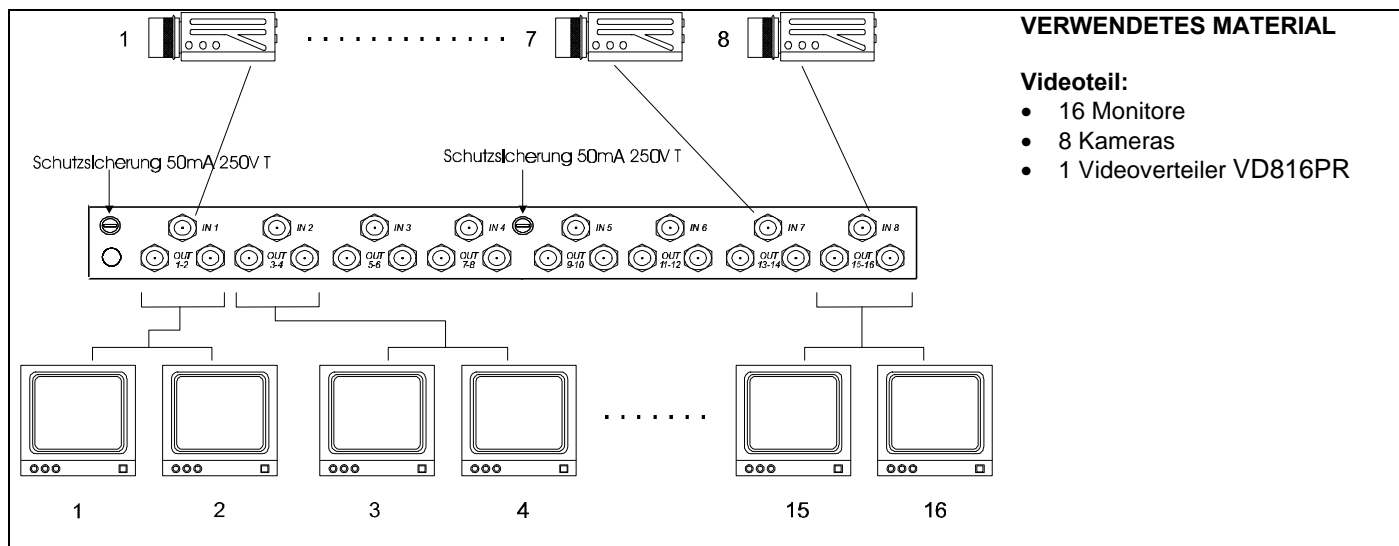 1 . . . . . . . . . . . . . . 7 8
Schutzsicherung 50mA 250V T Schutzsicherung 50mA 250V T
IN 1 IN 2 IN 3 IN 4 IN 5 IN 6 IN 7 IN 8
OUT OUT OUT OUT OUT OUT OUT OUT
1-2 3-4 5-6 7-8 9-10 11-12 13-14 15-16
. . . . . . .
1 2 3 4 15 16
VERWENDETES MATERIAL
Videoteil:
• 16 Monitore
• 8 Kameras
• 1 Videoverteiler VD816PR